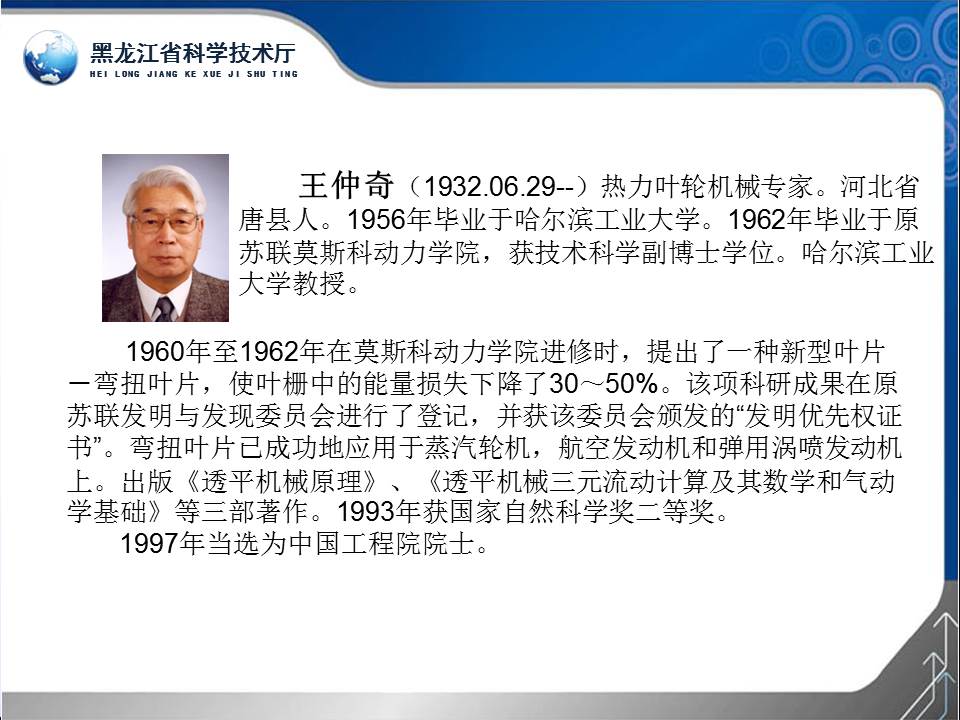 黑龙江省科学技术厅
HEI LONG JIANG KE XUE JI SHU TING
王仲奇（1932.06.29--）热力叶轮机械专家。河北省
唐县人。1956年毕业于哈尔滨工业大学。1962年毕业于原
苏联莫斯科动力学院，获技术科学副博士学位。哈尔滨工业
大学教授。
1960年至1962年在莫斯科动力学院进修时，提出了一种新型叶片
－弯扭叶片，使叶栅中的能量损失下降了30～50%。该项科研成果在原
苏联发明与发现委员会进行了登记，并获该委员会颁发的“发明优先权证
书”。弯扭叶片已成功地应用于蒸汽轮机，航空发动机和弹用涡喷发动机
上。出版《透平机械原理》、《透平机械三元流动计算及其数学和气动
学基础》等三部著作。1993年获国家自然科学奖二等奖。
1997年当选为中国工程院院士。